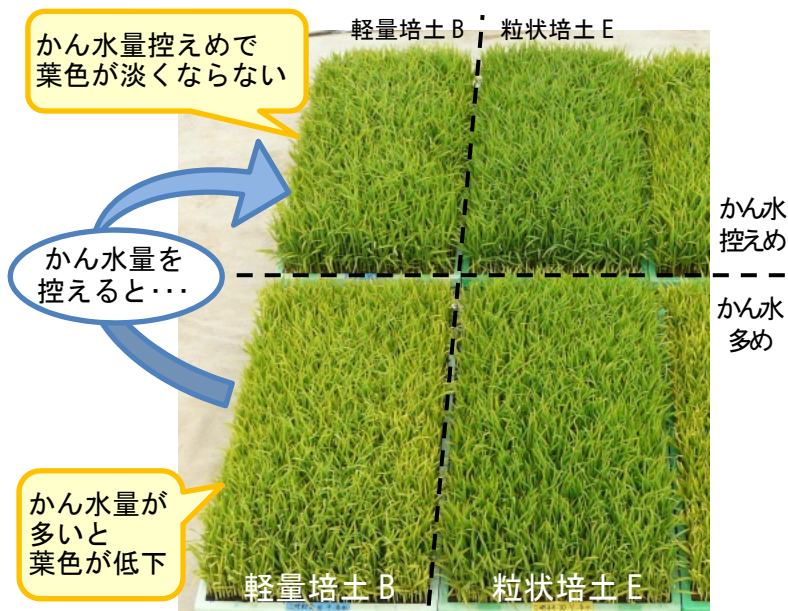 軽量培土 B
粒状培土 E
かん水量控えめで
葉色が淡くならない
かん水
控えめ
かん水量を
控えると･･･
かん水
多め
かん水量が
多いと
葉色が低下
軽量培土 B
粒状培土 E